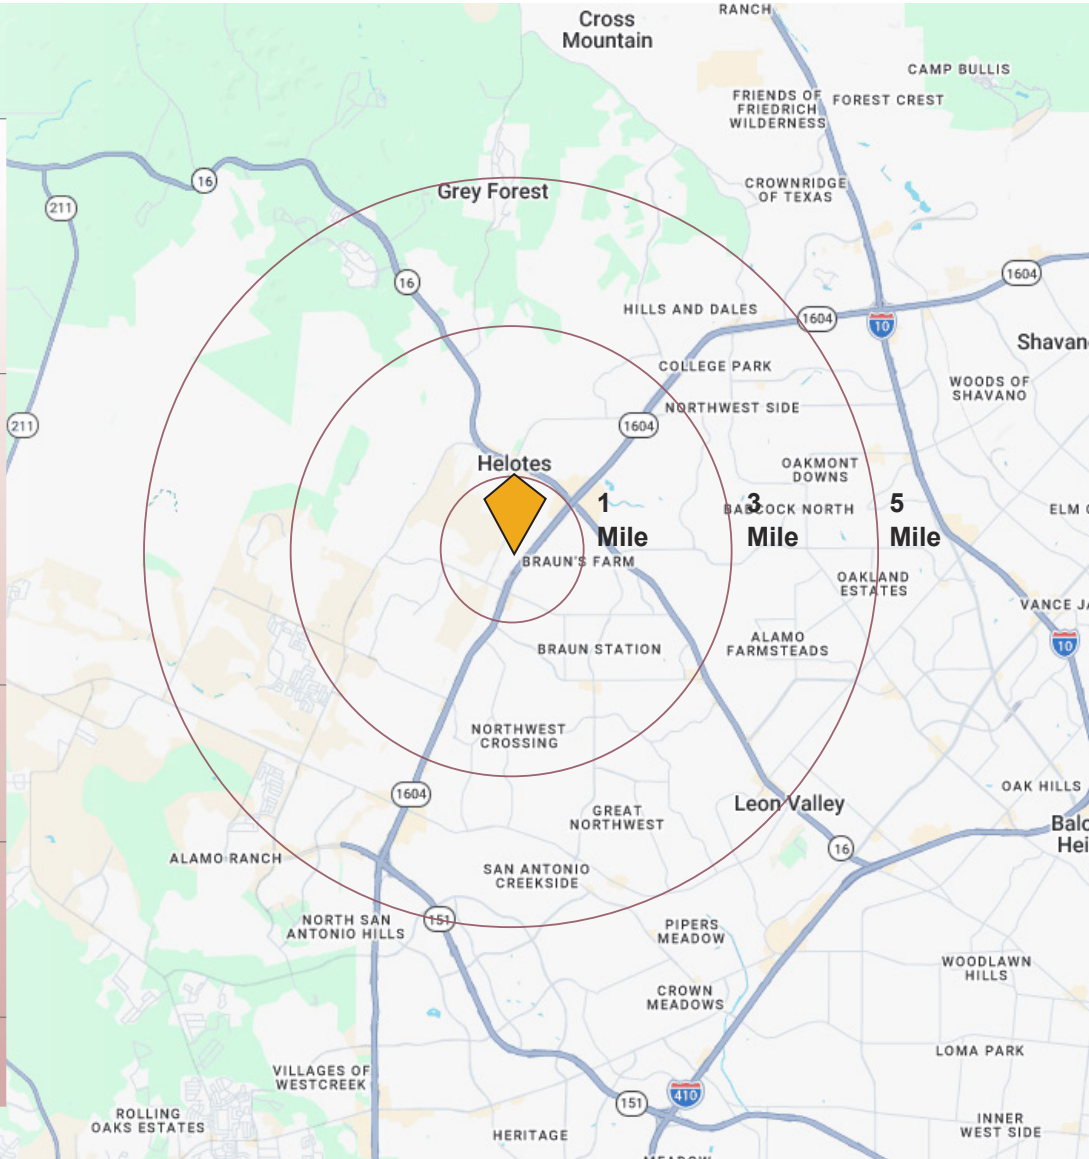 RANCH
Cross
Mountain
CAMP BULLIS
FRIENDS OF
FRIEDRICH
WILDERNESS
FOREST CREST
16
CROWNRIDGE
OF TEXAS
Grey Forest
211
1604
16
HILLS AND DALES
1604
10
Shavan
COLLEGE PARK
WOODS OF
SHAVANO
NORTHWEST SIDE
211
1604
Helotes
OAKMONT
DOWNS
1
Mile
3
Mile
5
Mile
BABCOCK NORTH
ELM
BRAUN'S FARM
OAKLAND
ESTATES
VANCE JA
10
ALAMO
FARMSTEADS
BRAUN STATION
NORTHWEST
CROSSING
OAK HILLS
1604
Leon Valley
GREAT
NORTHWEST
Balc
Hei
16
ALAMO RANCH
SAN ANTONIO
CREEKSIDE
NORTH SAN
ANTONIO HILLS
151
PIPERS
MEADOW
WOODLAWN
HILLS
CROWN
MEADOWS
LOMA PARK
VILLAGES OF
WESTCREEK
410
151
ROLLING
OAKS ESTATES
INNER
WEST SIDE
HERITAGE
MEADOW